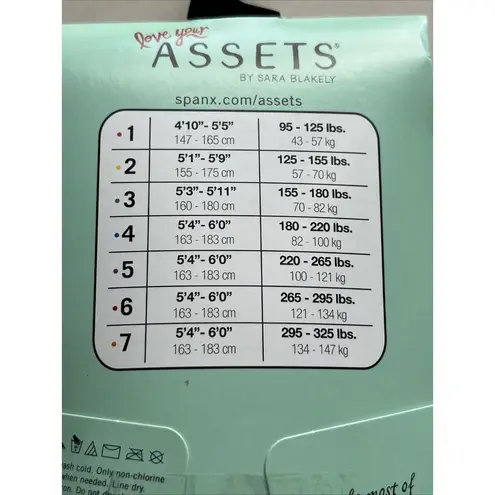 love your
ASSETS®
BY SARA BLAKELY
spanx.com/assets
•1 4'10"- 5'5" 95 - 125 lbs.
147 - 165 cm 43 - 57 kg
•2 5'1"- 5'9" 125 - 155 lbs.
155 - 175 cm 57 - 70 kg
•3 5'3"- 5'11" 155 - 180 lbs.
160 - 180 cm 70 - 82 kg
•4 5'4"- 6'0" 180 - 220 lbs.
163 - 183 cm 82 - 100 kg
•5 5'4"- 6'0" 220 - 265 lbs.
163 - 183 cm 100 - 121 kg
•6 5'4"- 6'0" 265 - 295 lbs.
163 - 183 cm 121 - 134 kg
•7 5'4"- 6'0" 295 - 325 lbs.
163 - 183 cm 134 - 147 kg
1
cold. Only non-chlorine
when needed. Line dry.
Do not
most of